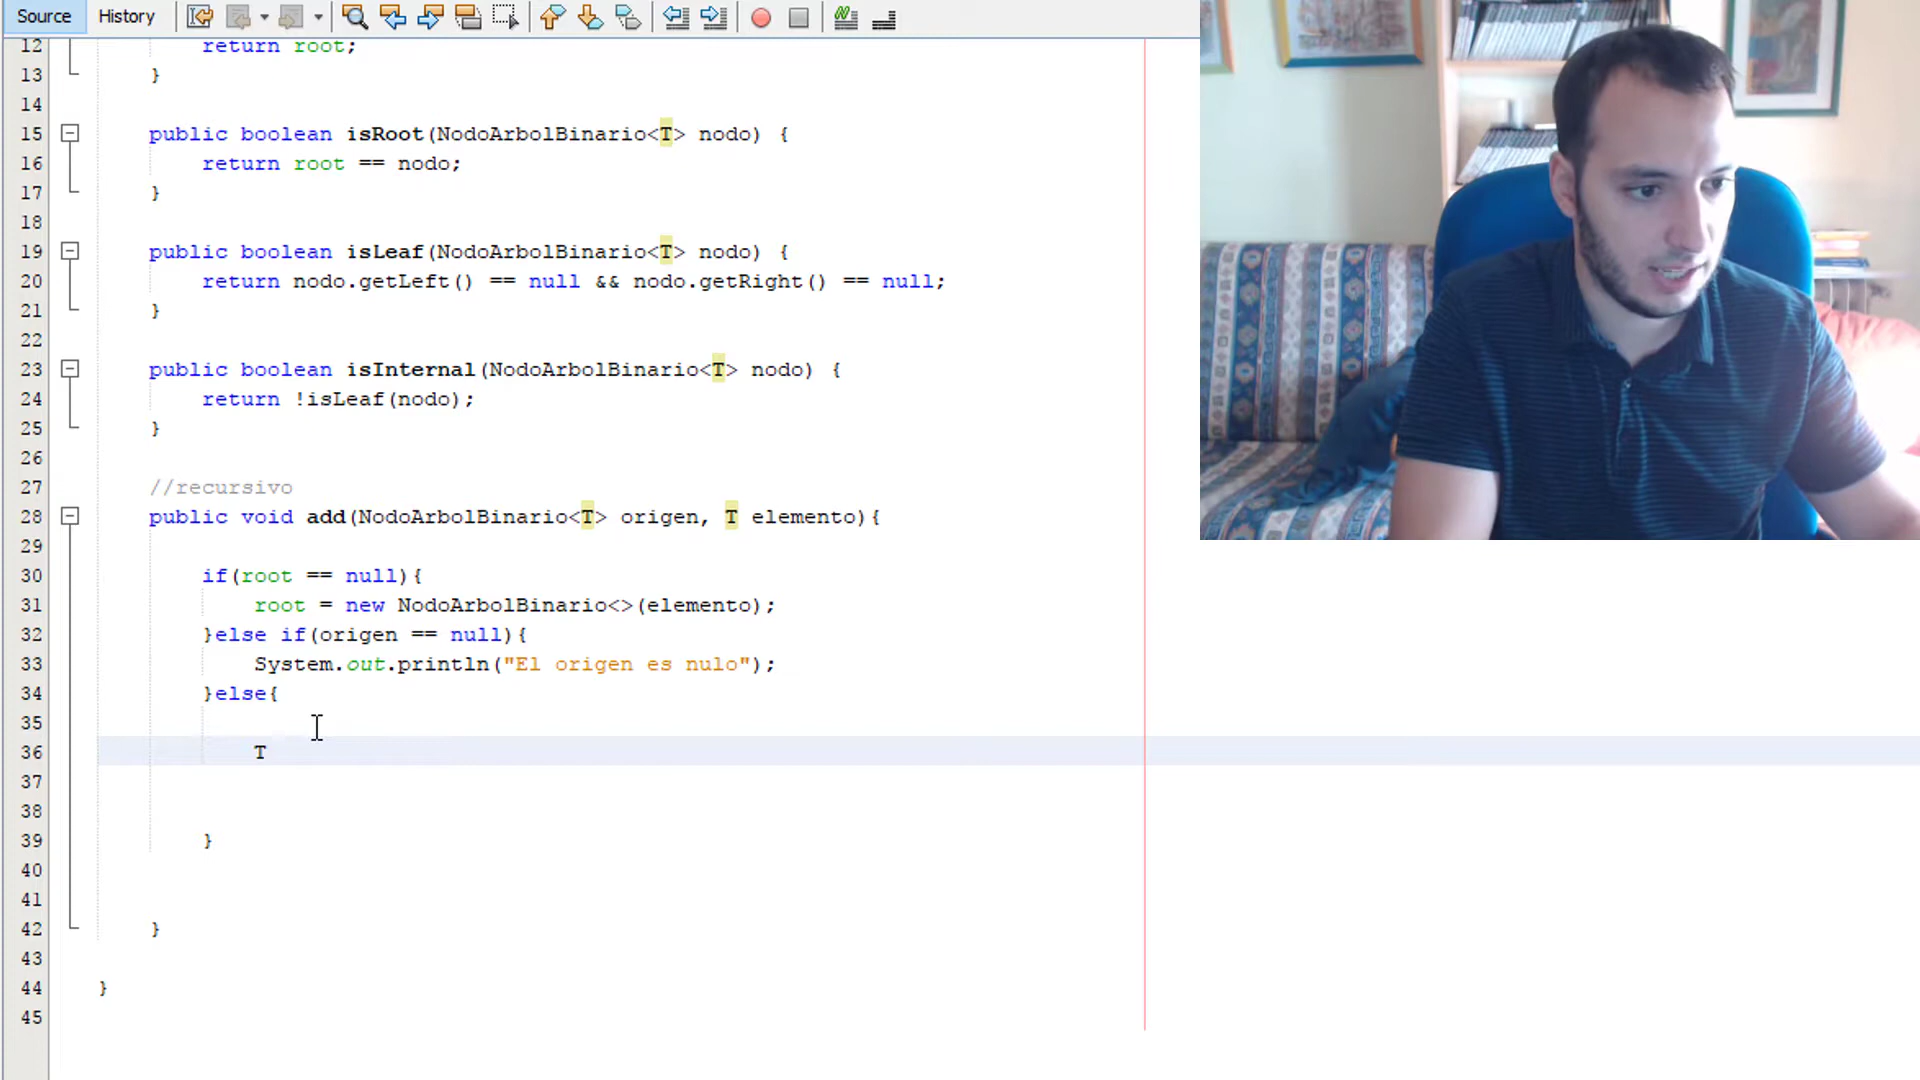 Source History
12 return root;
13 }
14
15 public boolean isRoot(NodoArbolBinario<T> nodo) {
16 return root == nodo;
17 }
18
19 public boolean isLeaf(NodoArbolBinario<T> nodo) {
20 return nodo.getLeft() == null && nodo.getRight() == null;
21 }
22
23 public boolean isInternal(NodoArbolBinario<T> nodo) {
24 return !isLeaf(nodo);
25 }
26
27 //recursivo
28 public void add(NodoArbolBinario<T> origen, T elemento){
29
30 if(root == null){
31 root = new NodoArbolBinario<>(elemento);
32 }else if(origen == null){
33 System.out.println("El origen es nulo");
34 }else{
35
36 T
37
38
39 }
40
41
42 }
43
44 }
45